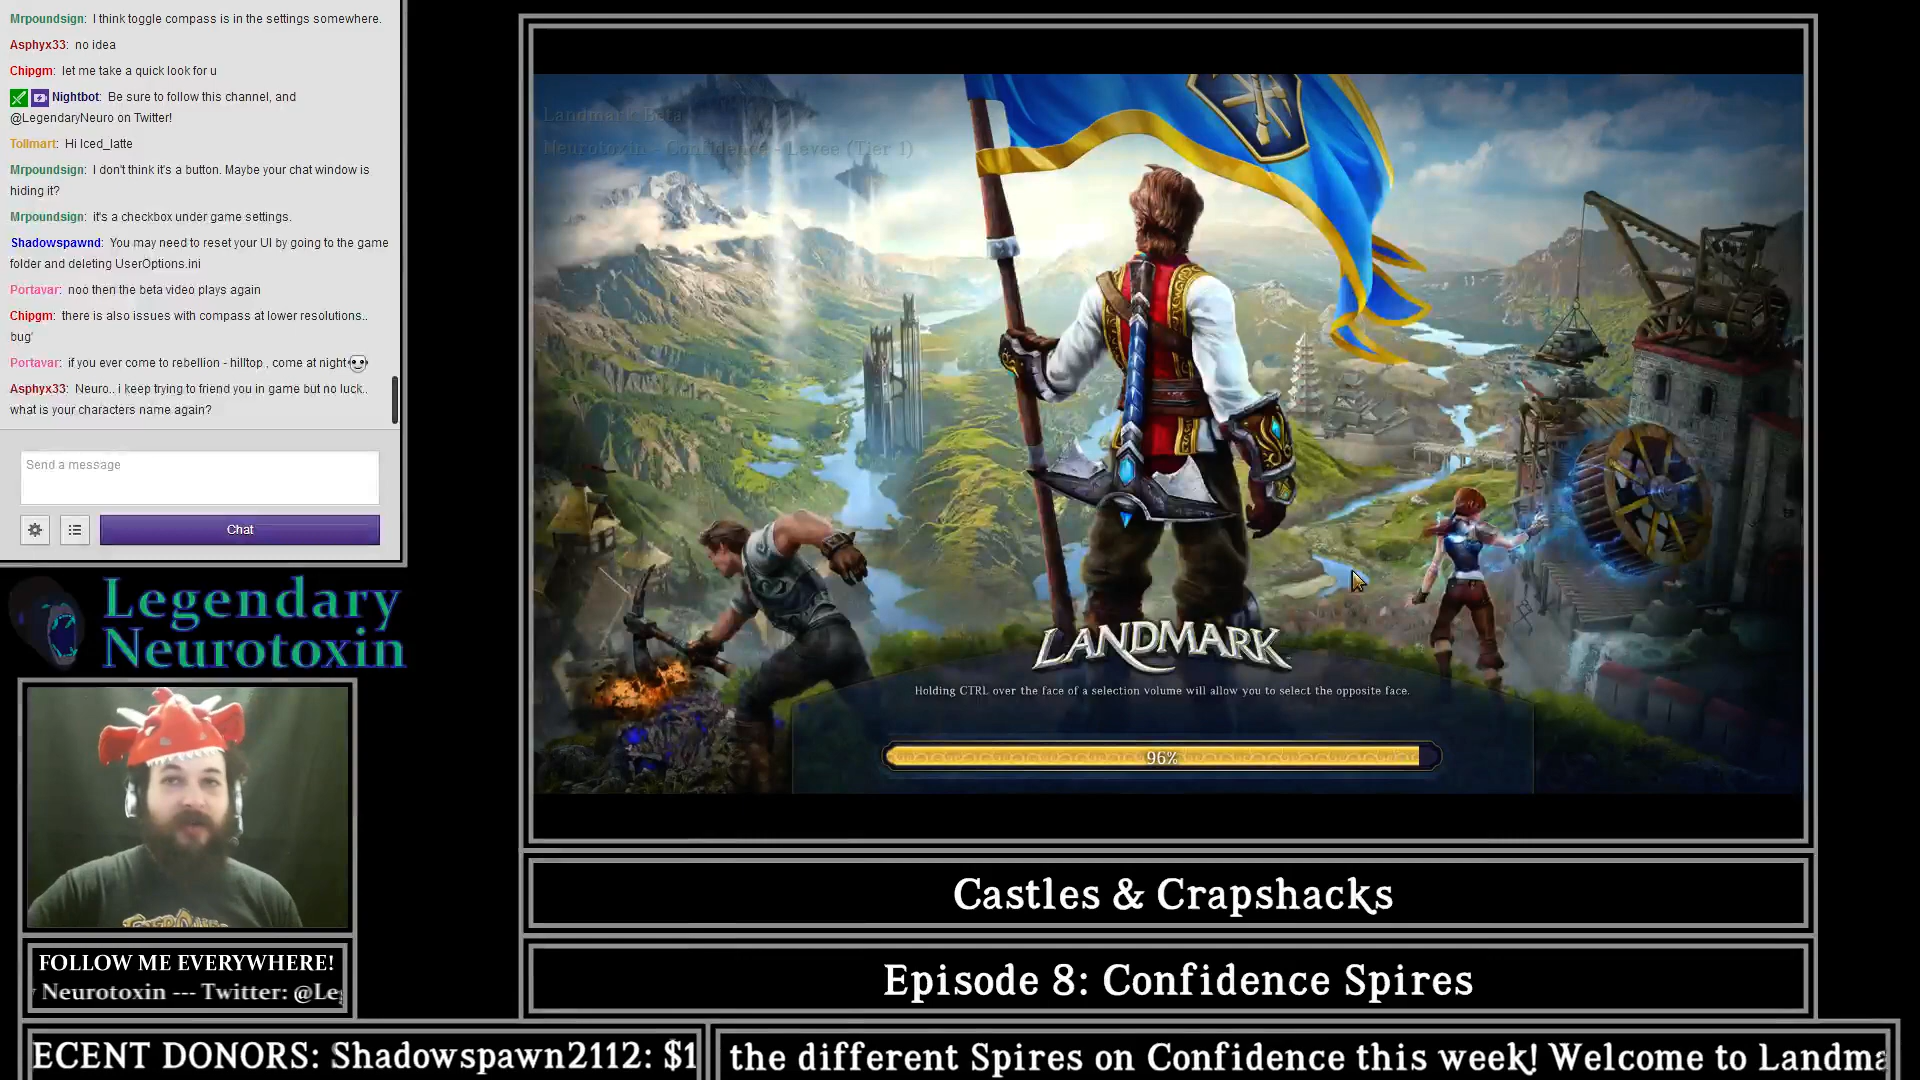 Mrpoundsign: I think toggle compass is in the settings somewhere.
Asphyx33: no idea
Chipgm: let me take a quick look for u
Nightbot: Be sure to follow this channel, and
@LegendaryNeuro on Twitter!
Tollmart: Hi Iced_latte
Mrpoundsign: I don't think it's a button. Maybe your chat window is
hiding it?
Mrpoundsign: it's a checkbox under game settings.
Shadowspawnd: You may need to reset your UI by going to the game
folder and deleting UserOptions.ini
Portavar: noo then the beta video plays again
Chipgm: there is also issues with compass at lower resolutions..
bug'
Portavar: if you ever come to rebellion - hilltop , come at night
Asphyx33: Neuro.. i keep trying to friend you in game but no luck..
what is your characters name again?
Send a message
Chat
Legendary
Neurotoxin
FOLLOW ME EVERYWHERE!
Neurotoxin --- Twitter: @Le
Landmark Beta
Neurotoxin - Confidence - Levee (Tier 1)
LANDMARK
Holding CTRL over the face of a selection volume will allow you to select the opposite face.
96%
Castles & Crapshacks
Episode 8: Confidence Spires
ECENT DONORS: Shadowspawn2112: $1
the different Spires on Confidence this week! Welcome to Landma